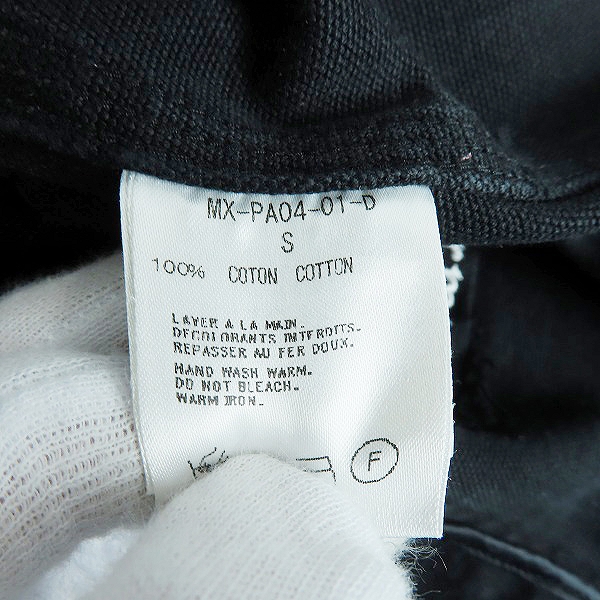 MX-PA04-01-D
S
100% COTON COTTON
LAVER A LA MAIN.
DECOLORANTS INTERDITS.
REPASSER AU FER DOUX.
HAND WASH WARM.
DO NOT BLEACH.
WARM IRON.
F